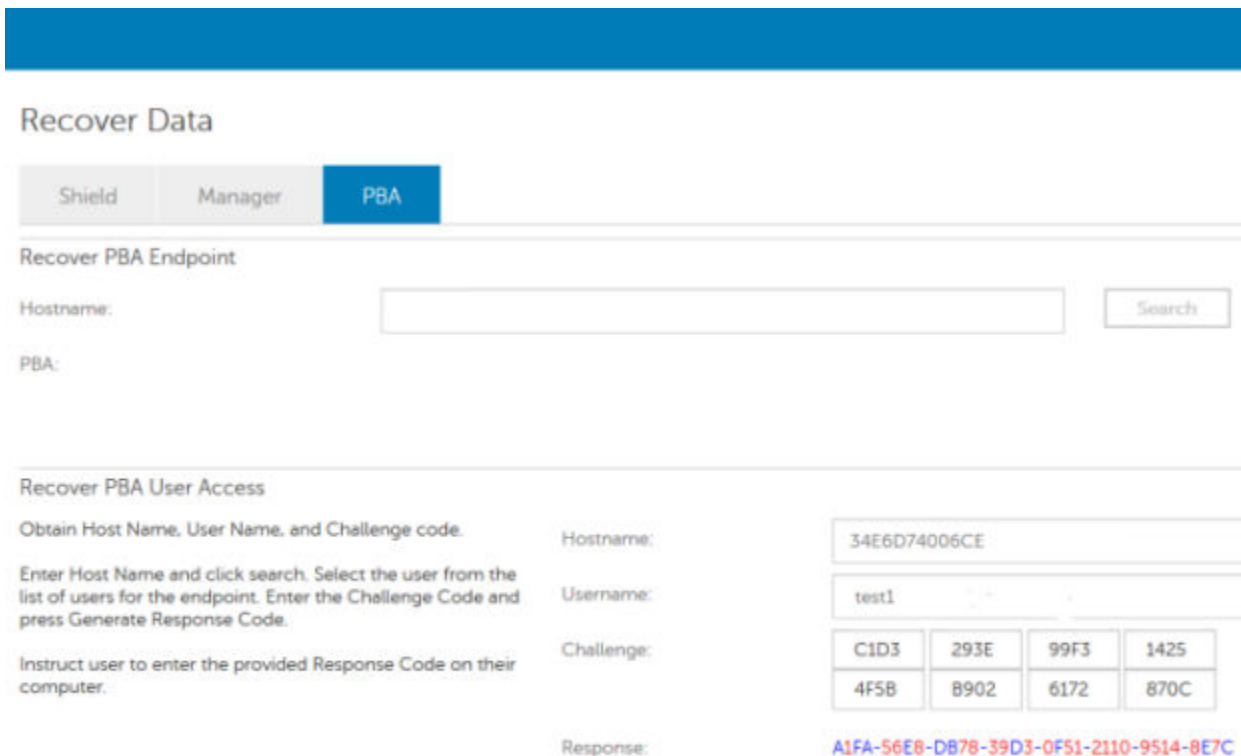 Recover Data
Shield Manager PBA
Recover PBA Endpoint
Hostname:
Search
PBA:
Recover PBA User Access
Obtain Host Name, User Name, and Challenge code.
Enter Host Name and click search. Select the user from the
list of users for the endpoint. Enter the Challenge Code and
press Generate Response Code.
Instruct user to enter the provided Response Code on their
computer.
Hostname: 34E6D74006CE
Username: test1
Challenge: C1D3 293E 99F3 1425
4F5B B902 6172 870C
Response: A1FA-56E8-DB78-39D3-0F51-2110-9514-8E7C